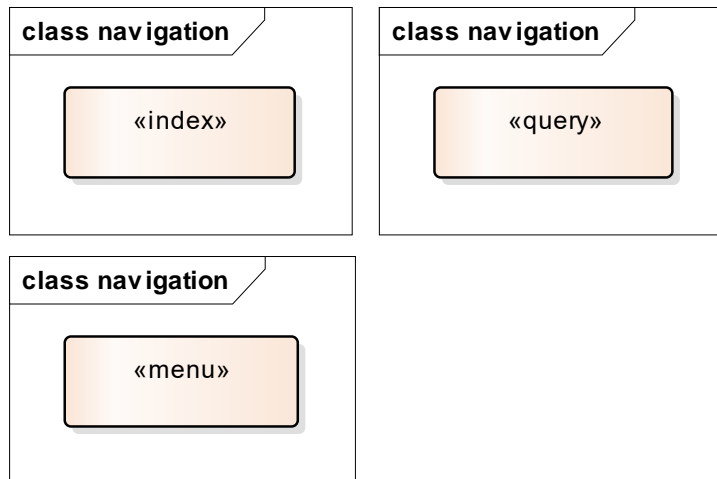 class navigation
class navigation
«index»
«query»
class navigation
«menu»